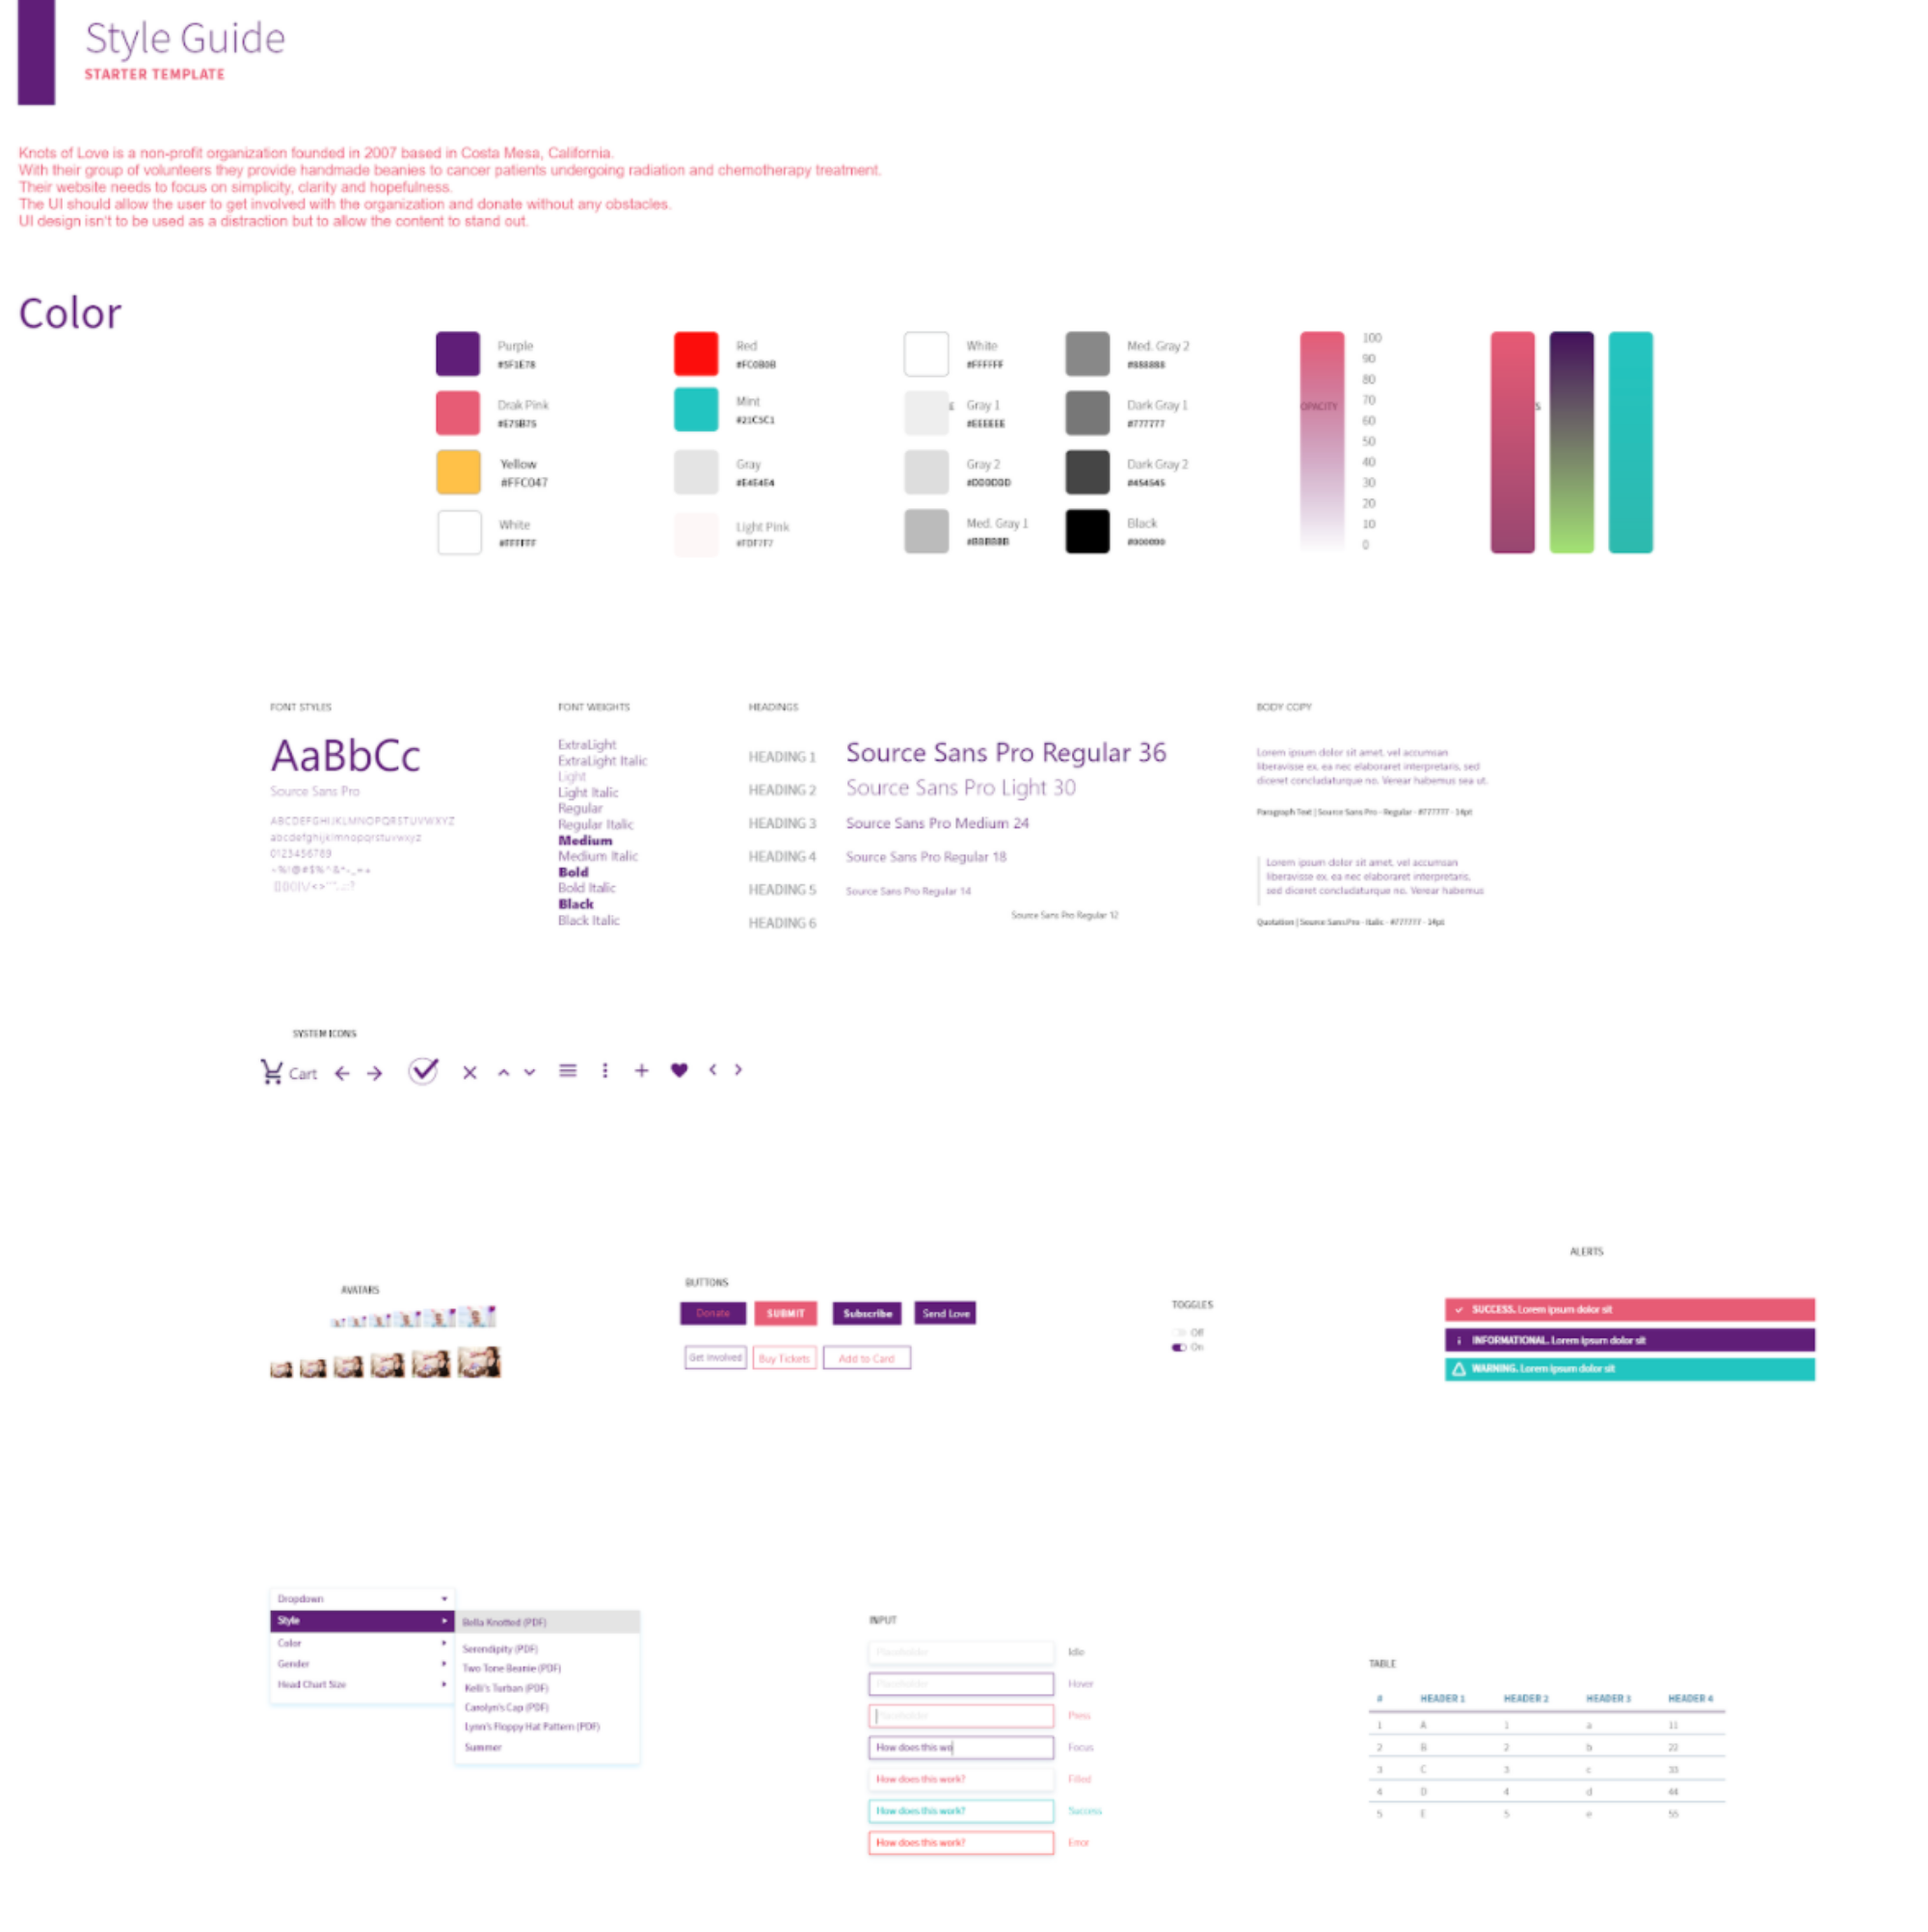 Style Guide
STARTER TEMPLATE
Knots of Love is a non-profit organization founded in 2007 based in Costa Mesa, California.
With their group of volunteers they provide handmade beanies to cancer patients undergoing radiation and chemotherapy treatment.
Their website needs to focus on simplicity, clarity and hopefulness.
The UI should allow the user to get involved with the organization and donate without any obstacles.
UI design isn't to be used as a distraction but to allow the content to stand out.
Color
Purple
#5F1E78
Drak Pink
#E75B75
Yellow
#FFC047
White
#FFFFFF
Red
#FC0B0B
Mint
#21C5C1
Gray
#E4E4E4
Light Pink
#FDF7F7
White
#FFFFFF
E Gray 1
#EEEEEE
Gray 2
#DDDDDD
Med. Gray 1
#BBBBBB
Med. Gray 2
#888888
Dark Gray 1
#777777
Dark Gray 2
#454545
Black
#000000
OPACITY
100
90
80
70
60
50
40
30
20
10
0
S
FONT STYLES
AaBbCc
Source Sans Pro
ABCDEFGHIJKLMNOPQRSTUVWXYZ
abcdefghijklmnopqrstuvwxyz
0123456789
FONT WEIGHTS
ExtraLight
ExtraLight Italic
Light
Light Italic
Regular
Regular Italic
Medium
Medium Italic
Bold
Bold Italic
Black
Black Italic
HEADINGS
HEADING 1 Source Sans Pro Regular 36
HEADING 2 Source Sans Pro Light 30
HEADING 3 Source Sans Pro Medium 24
HEADING 4 Source Sans Pro Regular 18
HEADING 5 Source Sans Pro Regular 14
HEADING 6 Source Sans Pro Regular 12
BODY COPY
Lorem ipsum dolor sit amet, vel accumsan
liberavisse ex, ea nec elaboraret interpretaris, sed
diceret concludaturque no. Verear habemus sea ut.
Paragraph Text | Source Sans Pro - Regular - #777777 - 14pt
Lorem ipsum dolor sit amet, vel accumsan
liberavisse ex, ea nec elaboraret interpretaris,
sed diceret concludaturque no. Verear habemus
Quotation | Source Sans Pro - Italic - #777777 - 14pt
SYSTEM ICONS
Cart
AVATARS
BUTTONS
Donate SUBMIT Subscribe Send Love
Get Involved Buy Tickets Add to Card
TOGGLES
Off
On
ALERTS
SUCCESS. Lorem ipsum dolor sit
INFORMATIONAL. Lorem ipsum dolor sit
WARNING. Lorem ipsum dolor sit
Dropdown
Style
Color
Gender
Head Chart Size
Bella Knotted (PDF)
Serendipity (PDF)
Two Tone Beanie (PDF)
Kelli's Turban (PDF)
Carolyn's Cap (PDF)
Lynn's Floppy Hat Pattern (PDF)
Summer
INPUT
Placeholder Idle
Placeholder Hover
Placeholder Press
How does this wo Focus
How does this work? Filled
How does this work? Success
How does this work? Error
TABLE
# HEADER 1 HEADER 2 HEADER 3 HEADER 4
1 A 1 a 11
2 B 2 b 22
3 C 3 c 33
4 D 4 d 44
5 E 5 e 55